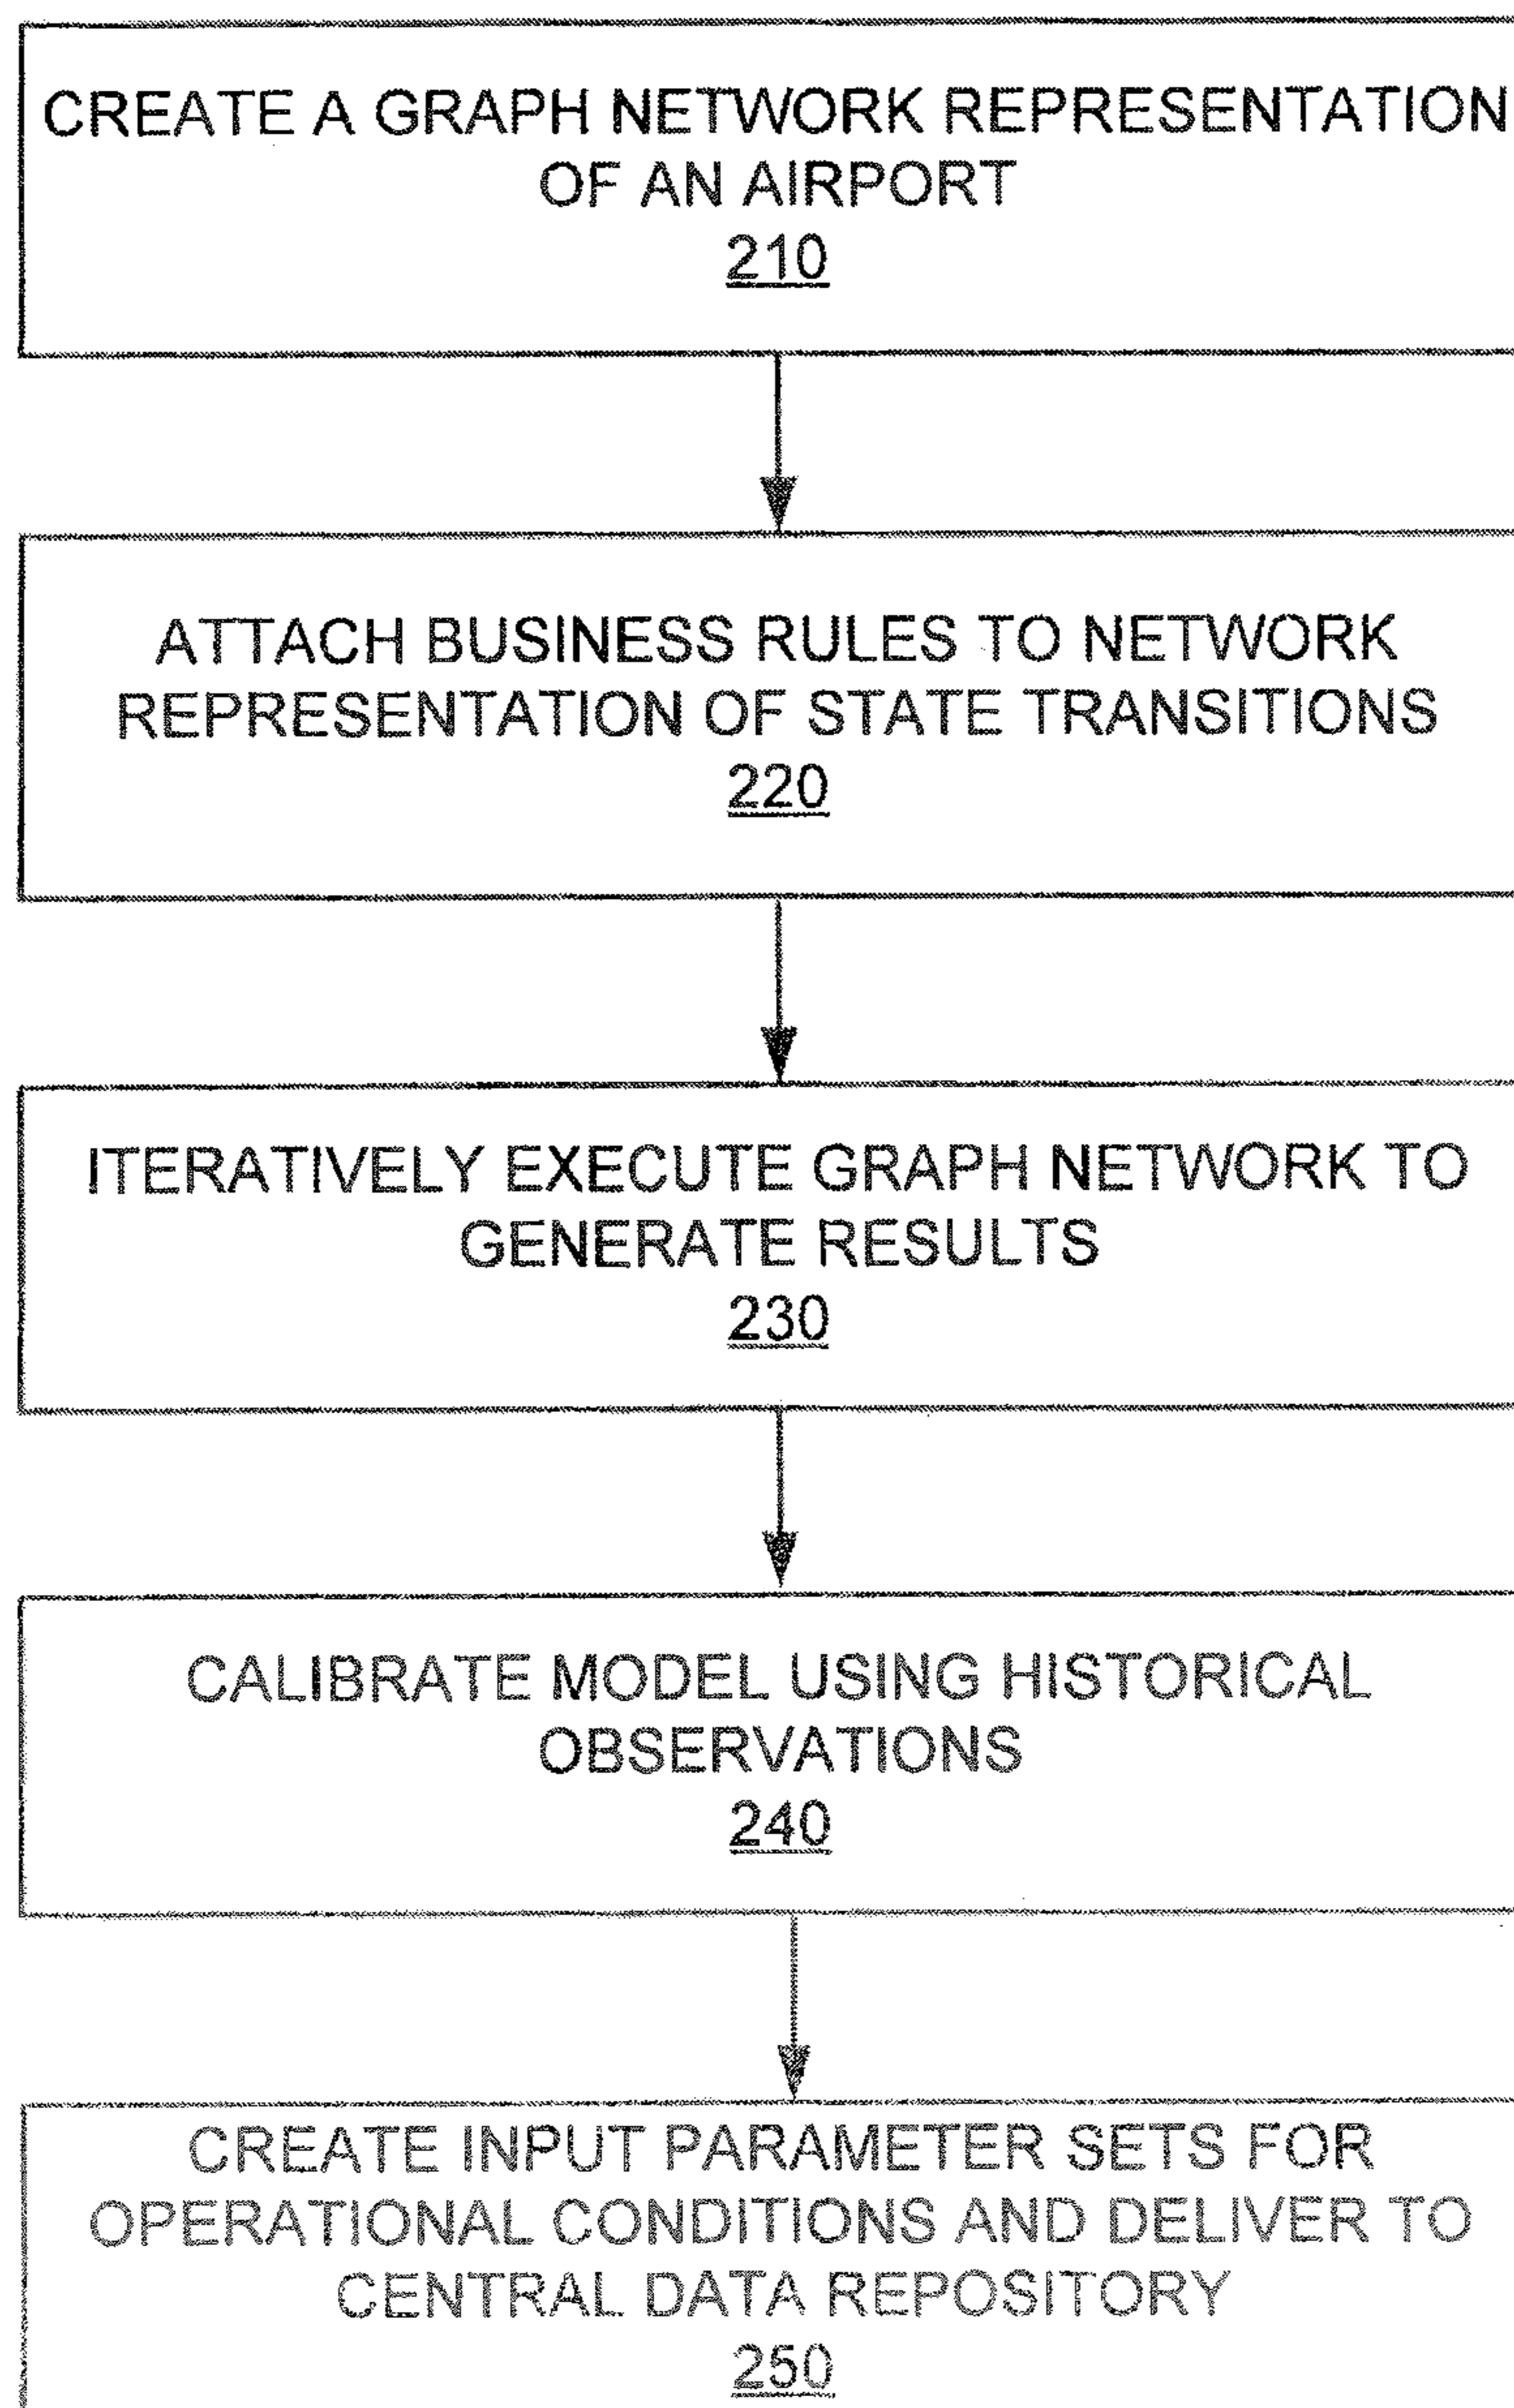 CREATE A GRAPH NETWORK REPRESENTATION
OF AN AIRPORT
210
ATTACH BUSINESS RULES TO NETWORK
REPRESENTATION OF STATE TRANSITIONS
220
ITERATIVELY EXECUTE GRAPH NETWORK TO
GENERATE RESULTS
230
CALIBRATE MODEL USING HISTORICAL
OBSERVATIONS
240
CREATE INPUT PARAMETER SETS FOR
OPERATIONAL CONDITIONS AND DELIVER TO
CENTRAL DATA REPOSITORY
250